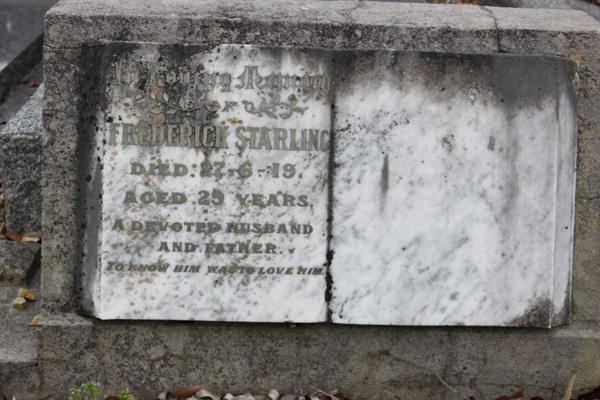 In Loving Memory
of
FREDERICK STARLING
DIED 27-6-19.
AGED 29 YEARS.
A DEVOTED HUSBAND
AND FATHER.
TO KNOW HIM WAS TO LOVE HIM.